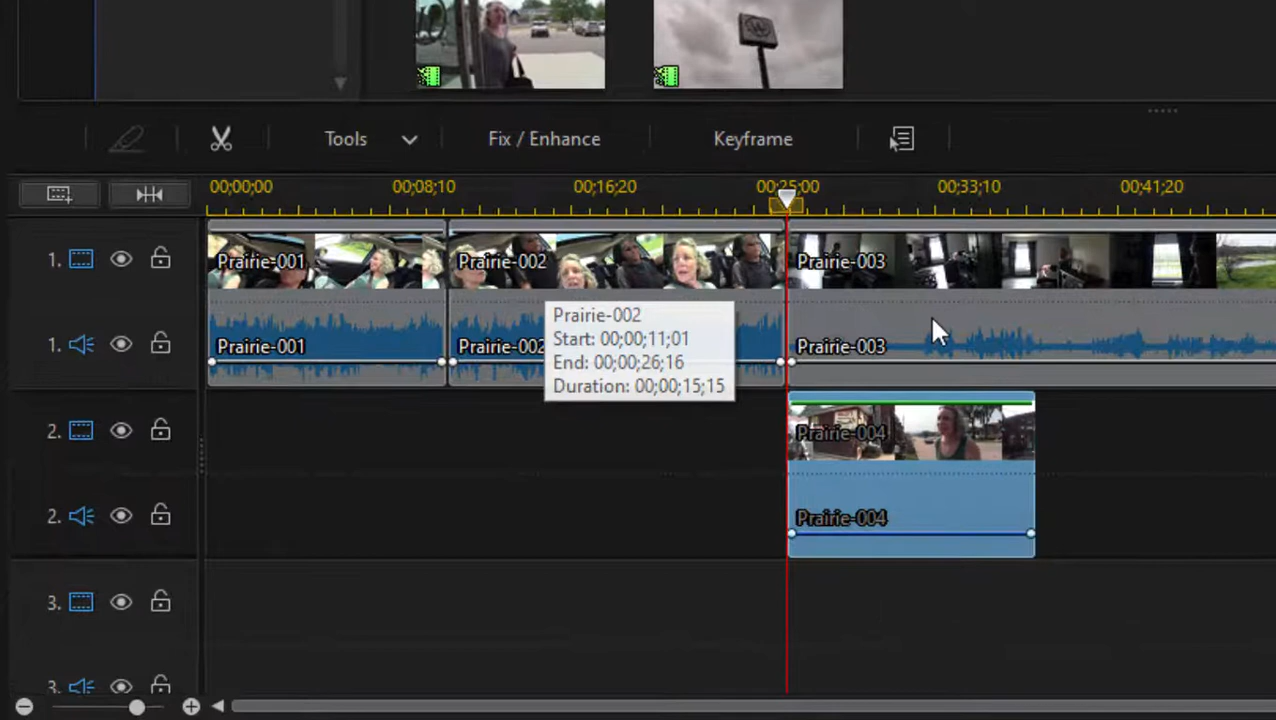 Tools Fix / Enhance Keyframe
00;00;00 00;08;10 00;16;20 00;25;00 00;33;10 00;41;20
1. Prairie-001 Prairie-002 Prairie-003
Prairie-002
Start: 00;00;11;01
End: 00;00;26;16
Duration: 00;00;15;15
1. Prairie-001 Prairie-002 Prairie-003
2. Prairie-004
2. Prairie-004
3.
3.